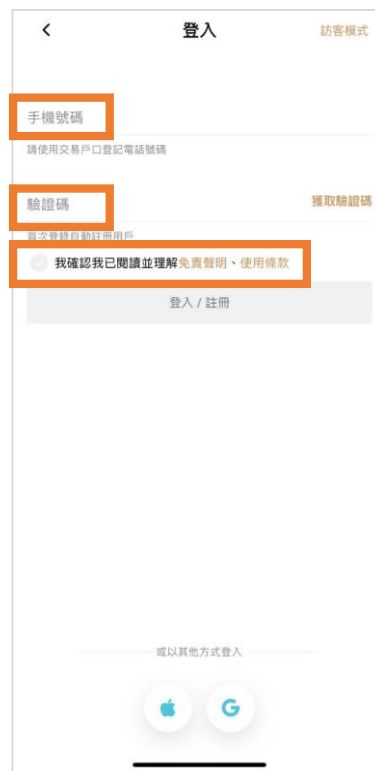 登入
訪客模式
手機號碼
請使用交易戶口登記電話號碼
驗證碼
獲取驗證碼
首次登錄自動註冊用戶
我確認我已閱讀並理解免責聲明、使用條款
登入 / 註冊
或以其他方式登入
G